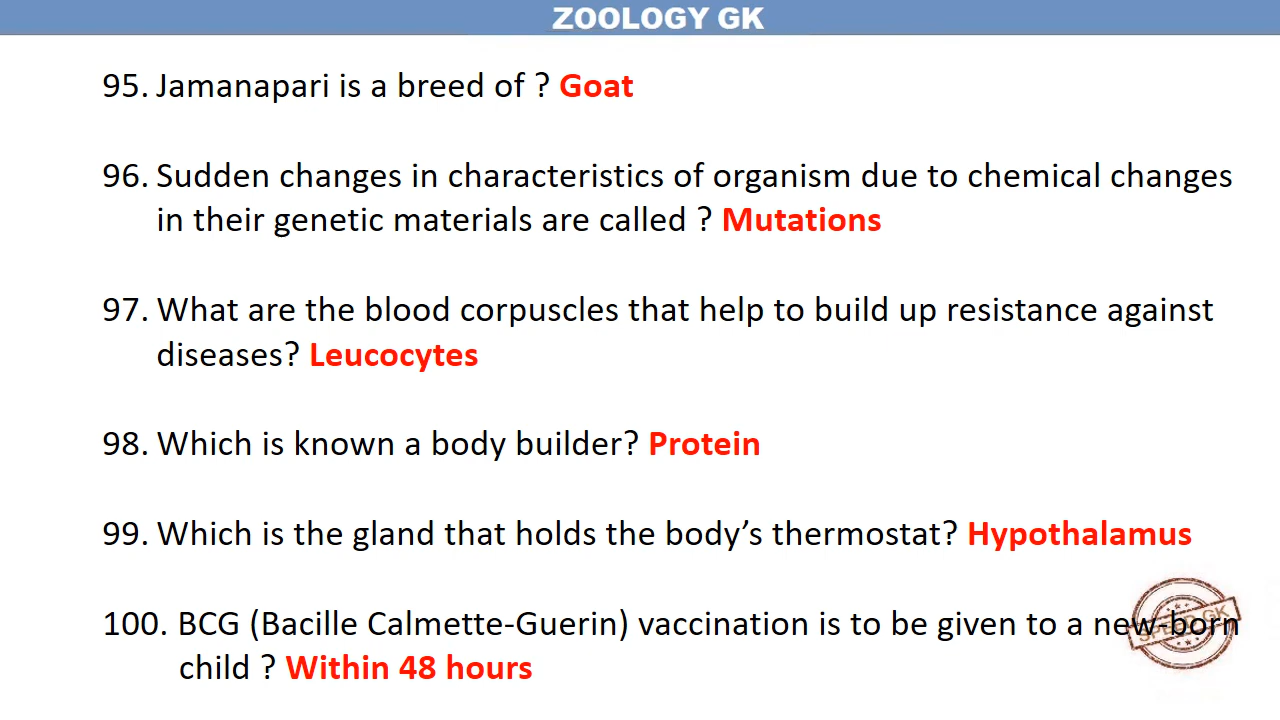 ZOOLOGY GK
95. Jamanapari is a breed of ? Goat
96. Sudden changes in characteristics of organism due to chemical changes
in their genetic materials are called ? Mutations
97. What are the blood corpuscles that help to build up resistance against
diseases? Leucocytes
98. Which is known a body builder? Protein
99. Which is the gland that holds the body’s thermostat? Hypothalamus
100. BCG (Bacille Calmette-Guerin) vaccination is to be given to a new-born
child ? Within 48 hours
SPEEDY GK